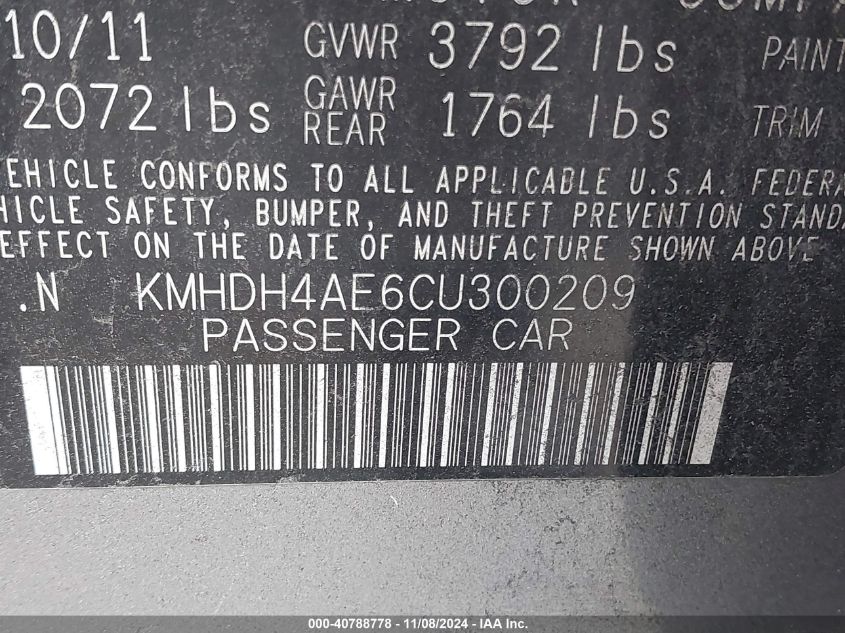 10/11 GVWR 3792 lbs PAINT
2072 lbs GAWR REAR 1764 lbs TRIM
VEHICLE CONFORMS TO ALL APPLICABLE U.S.A. FEDERA
HICLE SAFETY, BUMPER, AND THEFT PREVENTION STANDA
EFFECT ON THE DATE OF MANUFACTURE SHOWN ABOVE
.N KMHDH4AE6CU300209
PASSENGER CAR
000-40788778 - 11/08/2024 - IAA Inc.